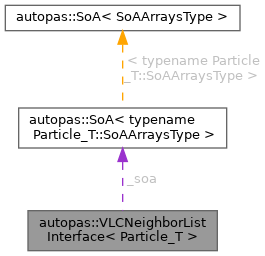 autopas::SoA< SoAArraysType >
< typename Particle
_T::SoAArraysType >
autopas::SoA< typename
Particle_T::SoAArraysType >
_soa
autopas::VLCNeighborList
Interface< Particle_T >